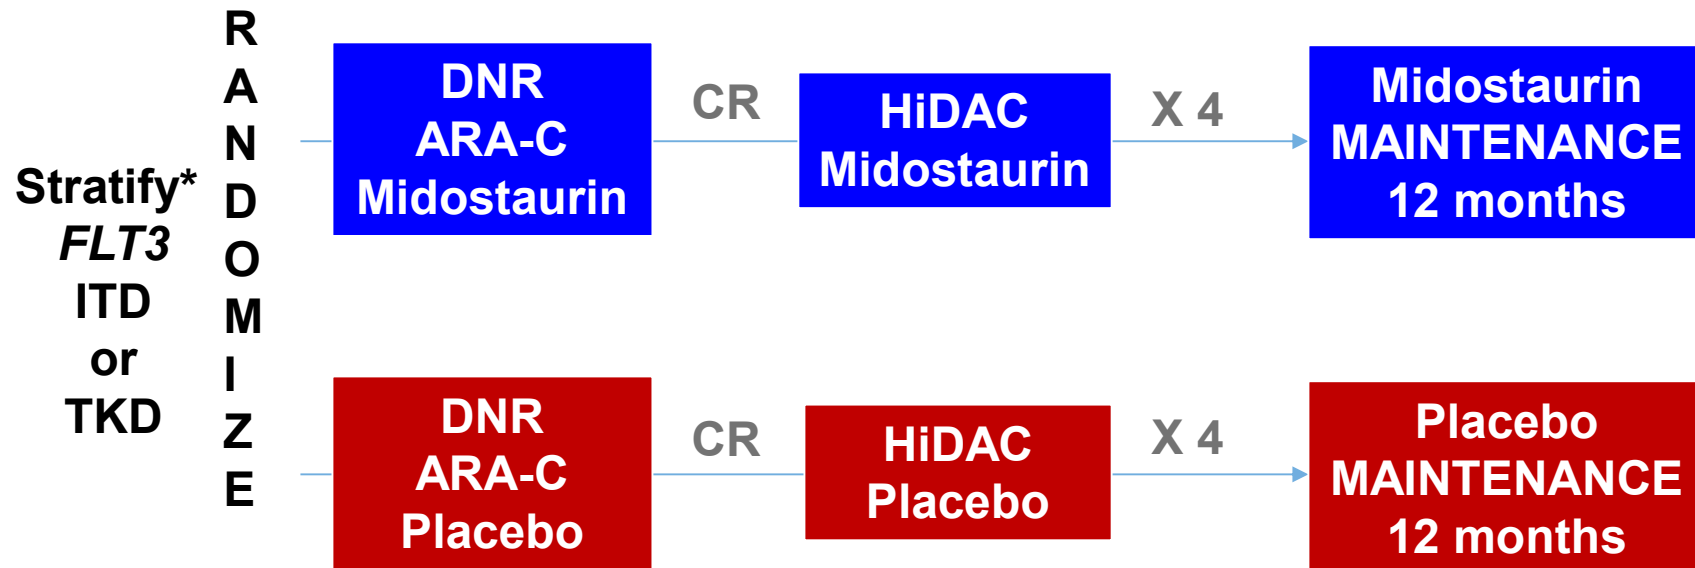 Stratify*
FLT3
ITD
or
TKD
R
A
N
D
O
M
I
Z
E
DNR
ARA-C
Midostaurin
CR
HiDAC
Midostaurin
X 4
Midostaurin
MAINTENANCE
12 months
DNR
ARA-C
Placebo
CR
HiDAC
Placebo
X 4
Placebo
MAINTENANCE
12 months